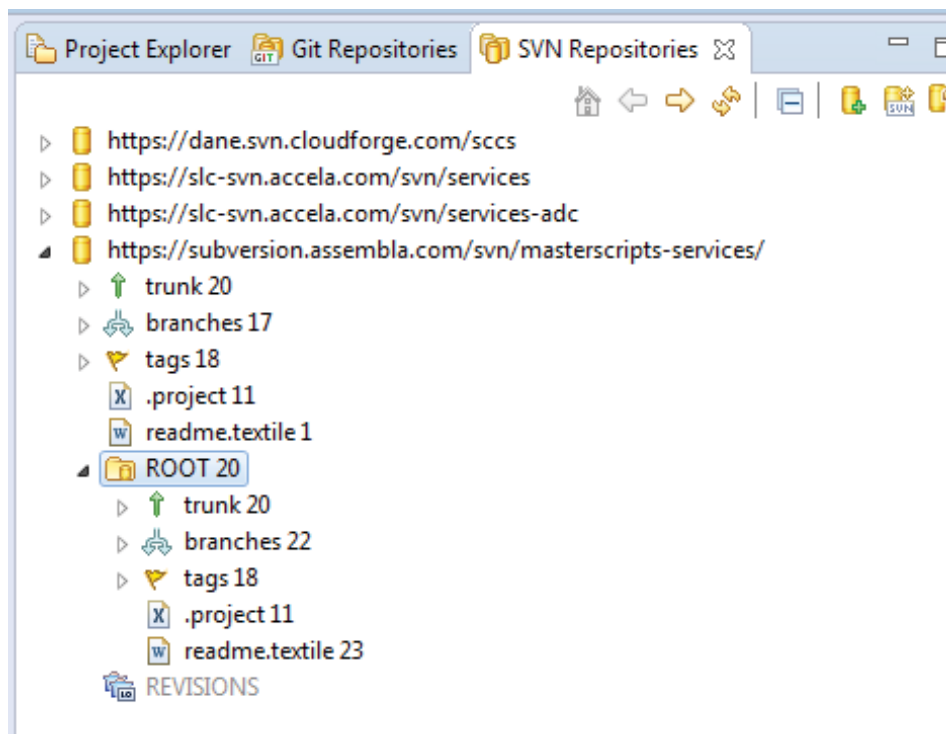 Project Explorer GIT Git Repositories SVN Repositories
SVN
https://dane.svn.cloudforge.com/sccs
https://slc-svn.accela.com/svn/services
https://slc-svn.accela.com/svn/services-adc
https://subversion.assembla.com/svn/masterscripts-services/
trunk 20
branches 17
tags 18
X .project 11
w readme.textile 1
ROOT 20
trunk 20
branches 22
tags 18
X .project 11
w readme.textile 23
LO REVISIONS